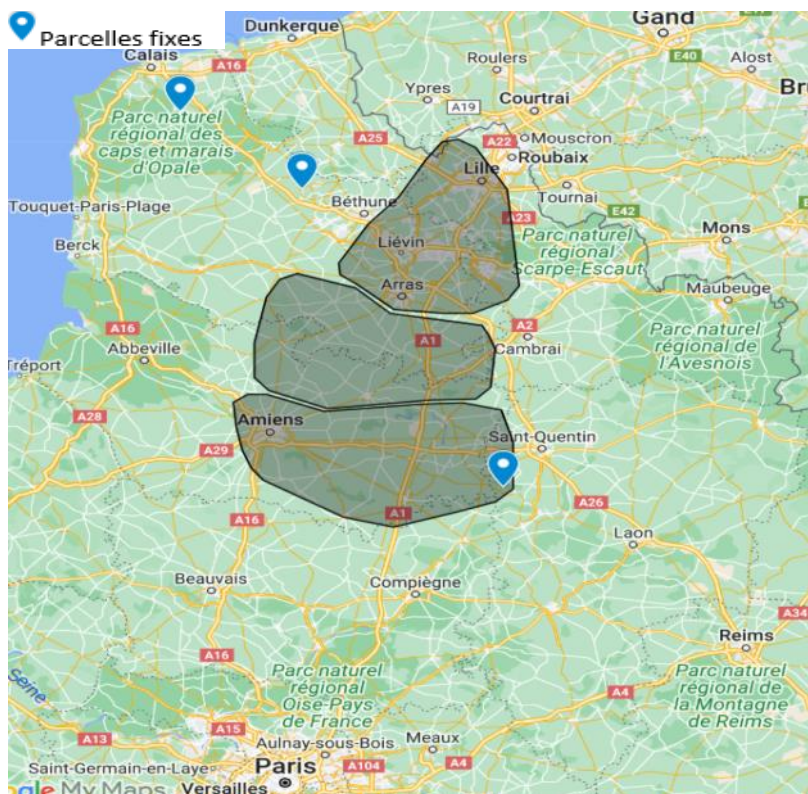 Parcelles fixes
Dunkerque
Gand
Calais
A16
E40
Alost
Roulers
Ypres
A19
Courtrai
Parc naturel
régional des
caps et marais
d'Opale
A25
A22
Mouscron
Roubaix
Lille
Tournai
Touquet-Paris-Plage
Béthune
A23
E42
Mons
Berck
Liévin
Parc naturel
régional
Scarpe-Escaut
Arras
Maubeuge
A16
A1
A2
Cambrai
Parc naturel
régional de
l'Avesnois
Abbeville
Tréport
A28
Amiens
Saint-Quentin
A29
A26
A16
A1
Laon
Beauvais
Compiègne
A34
Reims
A16
Seine
Parc naturel
régional
Oise-Pays
de France
Parc naturel
régional de
la Montagne
de Reims
A4
A13
A15
Aulnay-sous-Bois
Meaux
A4
Saint-Germain-en-Laye
Paris
A104
Versailles
gle My Maps